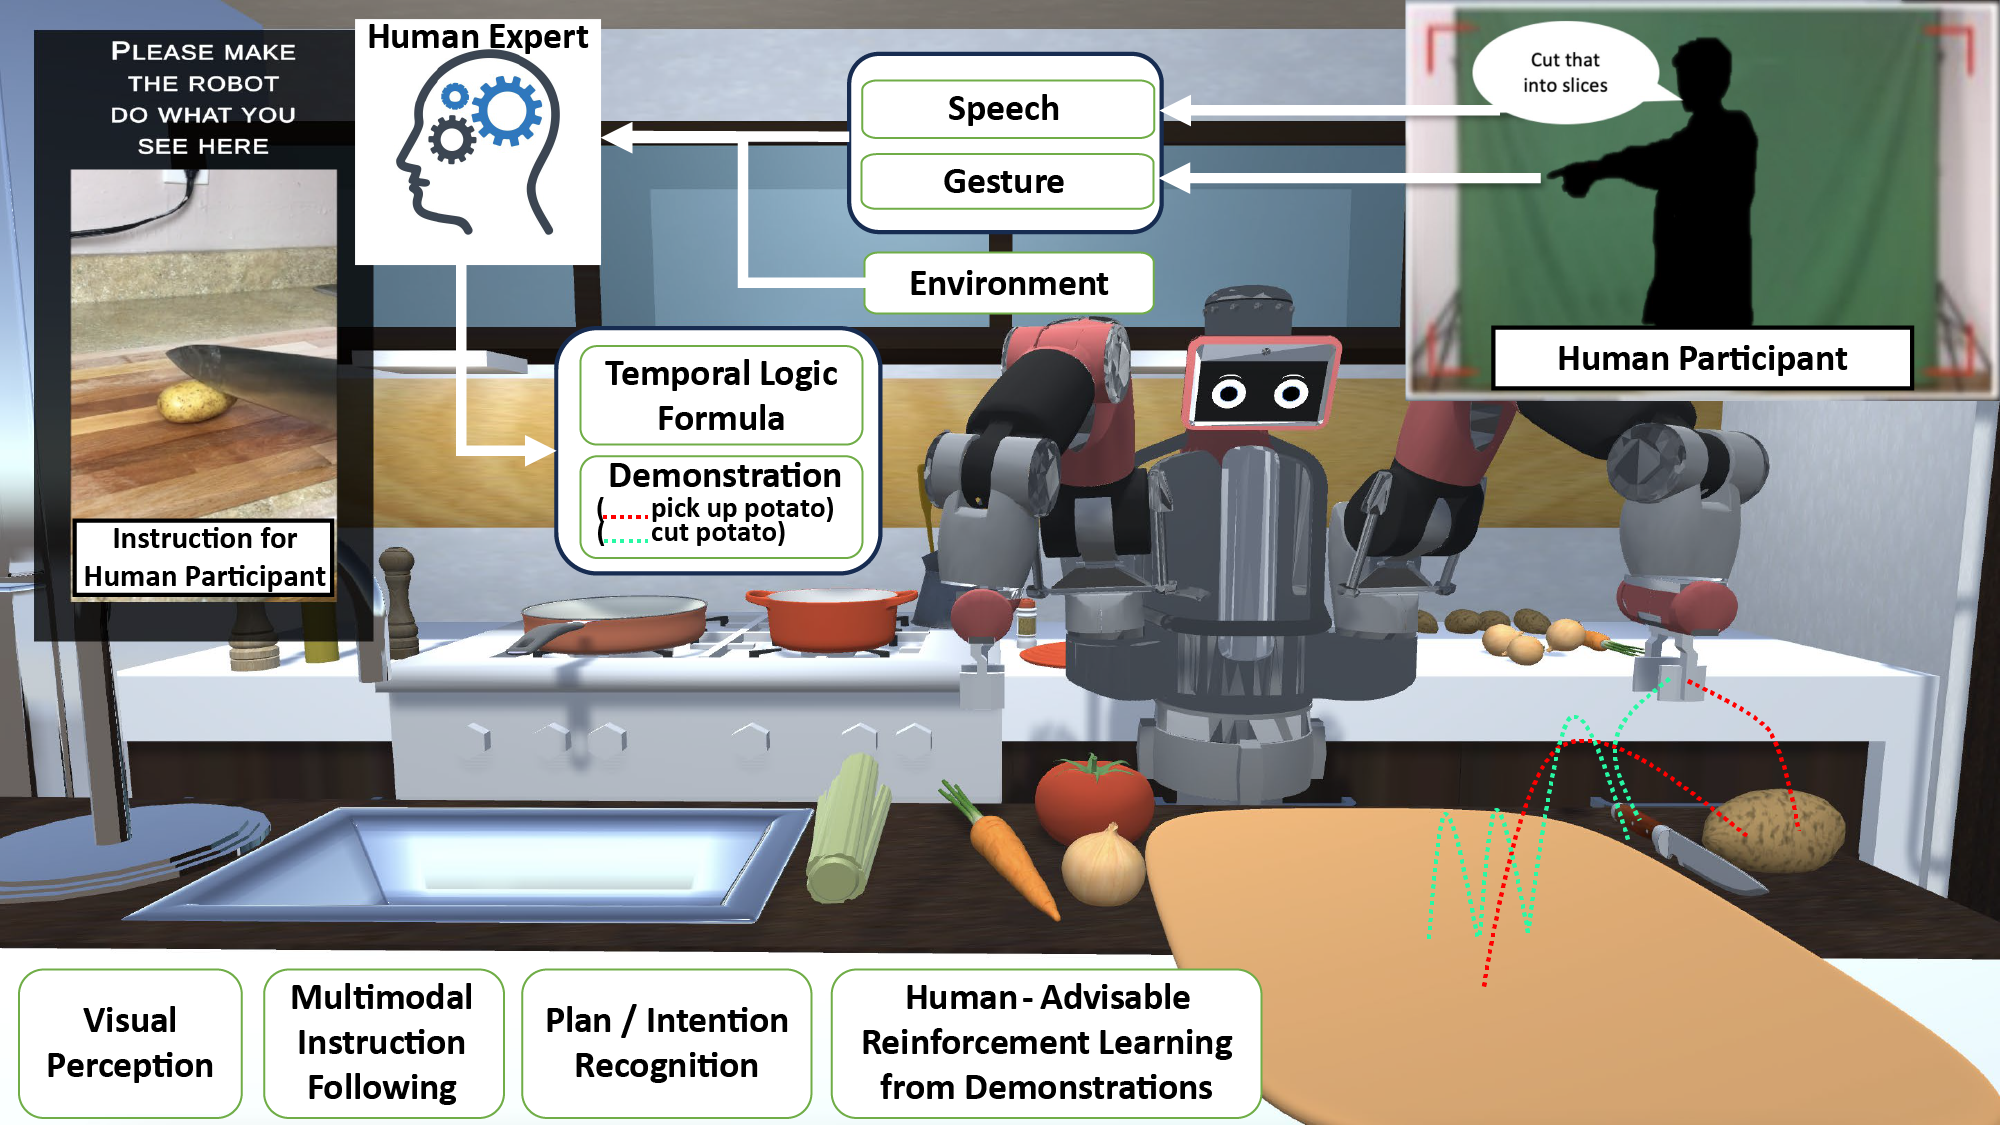 PLEASE MAKE
THE ROBOT
DO WHAT YOU
SEE HERE
Instruction for
Human Participant
Human Expert
Speech
Gesture
Environment
Cut that
into slices
Human Participant
Temporal Logic
Formula
Demonstration
(......pick up potato)
(......cut potato)
Visual
Perception
Multimodal
Instruction
Following
Plan / Intention
Recognition
Human - Advisable
Reinforcement Learning
from Demonstrations